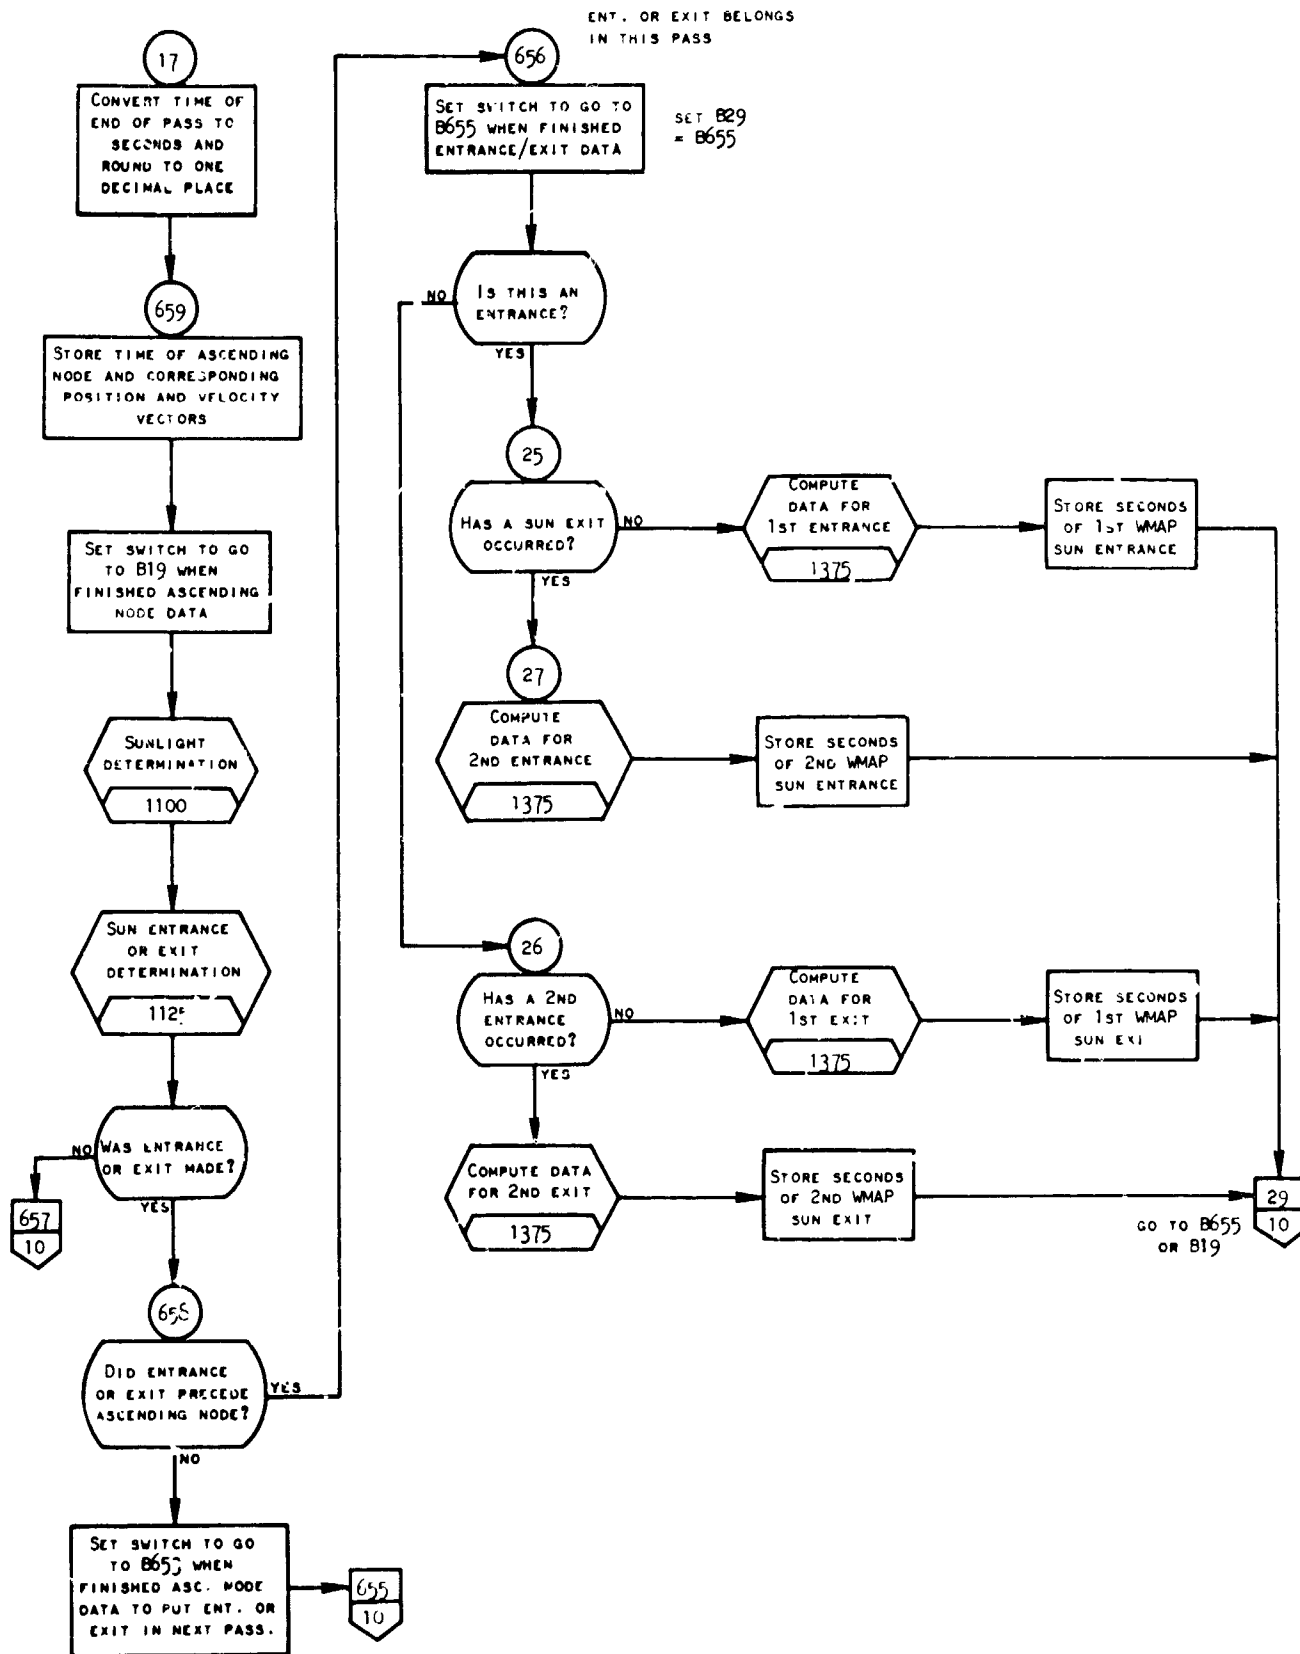 17
CONVERT TIME OF
END OF PASS TO
SECONDS AND
ROUND TO ONE
DECIMAL PLACE
659
STORE TIME OF ASCENDING
NODE AND CORRESPONDING
POSITION AND VELOCITY
VECTORS
SET SWITCH TO GO
TO B19 WHEN
FINISHED ASCENDING
NODE DATA
SUNLIGHT
DETERMINATION
1100
SUN ENTRANCE
OR EXIT
DETERMINATION
NO
WAS ENTRANCE
OR EXIT MADE?
YES
657
10
658
DID ENTRANCE
OR EXIT PRECEDE
ASCENDING NODE?
YES
NO
SET SWITCH TO GO
TO WHEN
FINISHED ASC. NODE
DATA TO PUT ENT. OR
EXIT IN NEXT PASS.
655
10
ENT. OR EXIT BELONGS
IN THIS PASS
656
SET SWITCH TO GO TO
B655 WHEN FINISHED
ENTRANCE/EXIT DATA
SET B29
= B655
NO
IS THIS AN
ENTRANCE?
YES
25
HAS A SUN EXIT
OCCURRED?
NO
YES
COMPUTE
DATA FOR
1ST ENTRANCE
1375
STORE SECONDS
OF 1ST WMAP
SUN ENTRANCE
27
COMPUTE
DATA FOR
2ND ENTRANCE
1375
STORE SECONDS
OF 2ND WMAP
SUN ENTRANCE
26
HAS A 2ND
ENTRANCE
OCCURRED?
NO
YES
COMPUTE
DATA FOR
1ST EXIT
1375
STORE SECONDS
OF 1ST WMAP
SUN EXI
COMPUTE DATA
FOR 2ND EXIT
1375
STORE SECONDS
OF 2ND WMAP
SUN EXIT
29
10
GO TO B655
OR B19